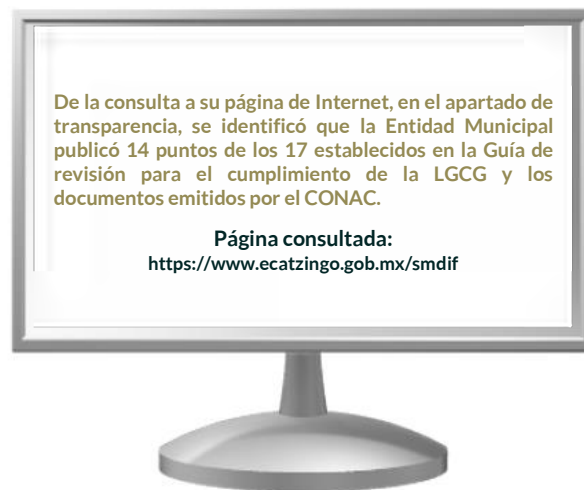 De la consulta a su página de Internet, en el apartado de
transparencia, se identificó que la Entidad Municipal
publicó 14 puntos de los 17 establecidos en la Guía de
revisión para el cumplimiento de la LGCG y los
documentos emitidos por el CONAC.
Página consultada:
https://www.ecatzingo.gob.mx/smdif